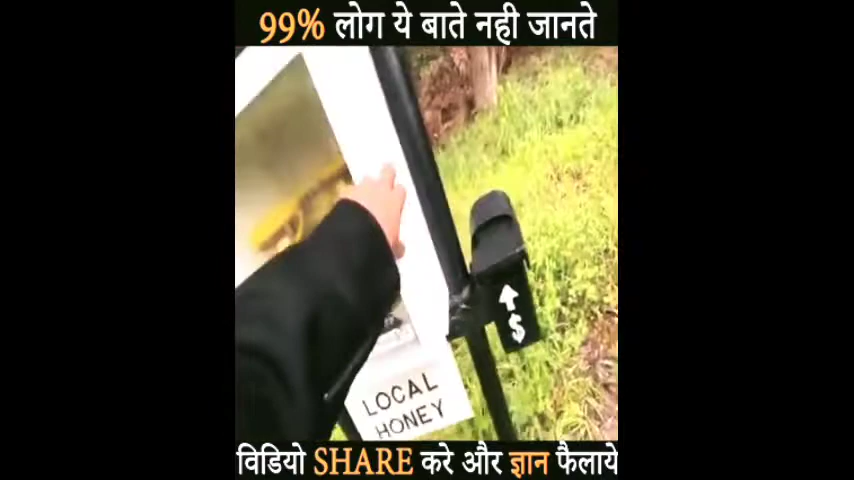 99% लोग ये बाते नही जानते
$
LOCAL
HONEY
विडियो SHARE करे और ज्ञान फैलाये